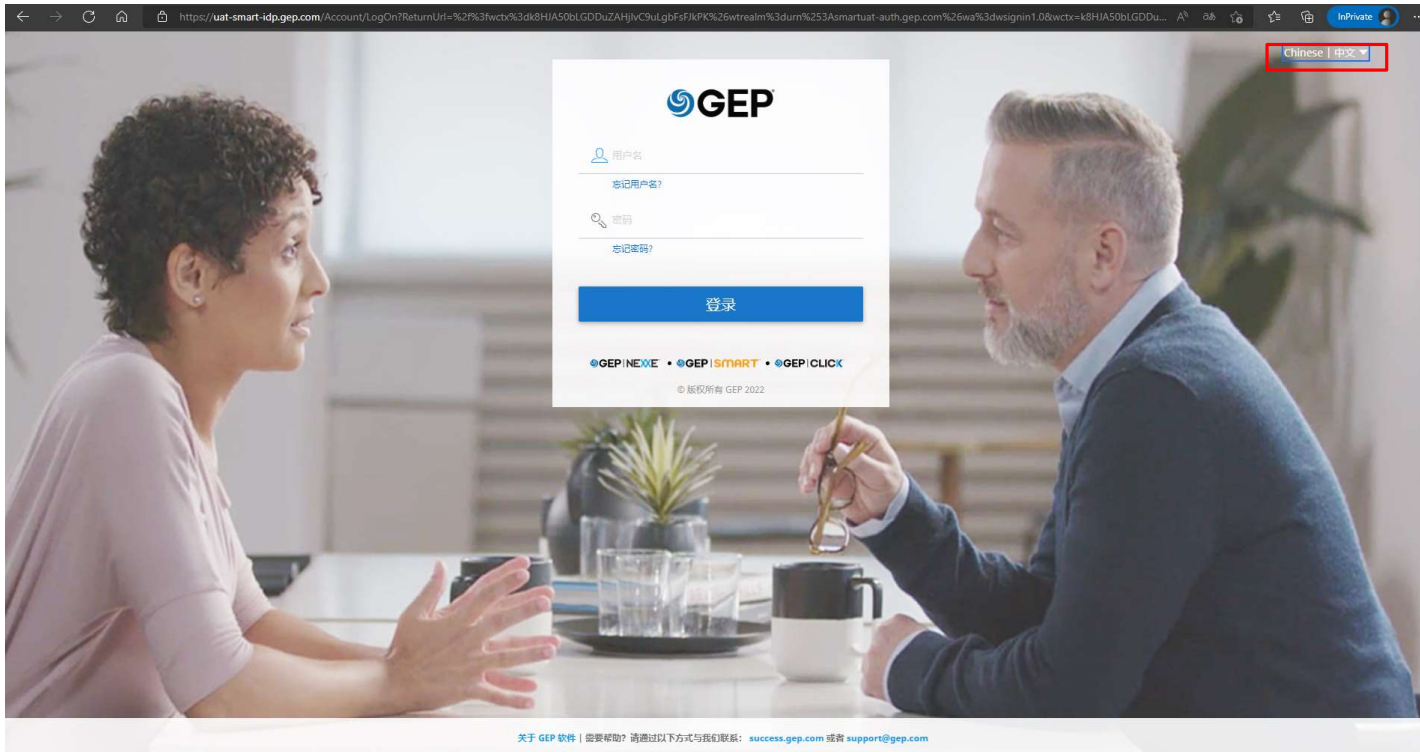 https://uat-smart-idp.gep.com/Account/LogOn?ReturnUrl=%2f%3fwctx%3dk8HJA50bLGDDuZAHjlvC9uLgbFsFJkPK%26wtrealm%3durn%253Asmartuat-auth.gep.com%26wa%3dwsignin1.0&wctx=k8HJA50bLGDDu... InPrivate
Chinese | 中文
GEP
用户名
忘记用户名?
密码
忘记密码?
登录
GEP|NEXXE • GEP|SMART • GEP|CLICK
© 版权所有 GEP 2022
关于 GEP 软件 | 需要帮助? 请通过以下方式与我们联系: success.gep.com 或者 support@gep.com